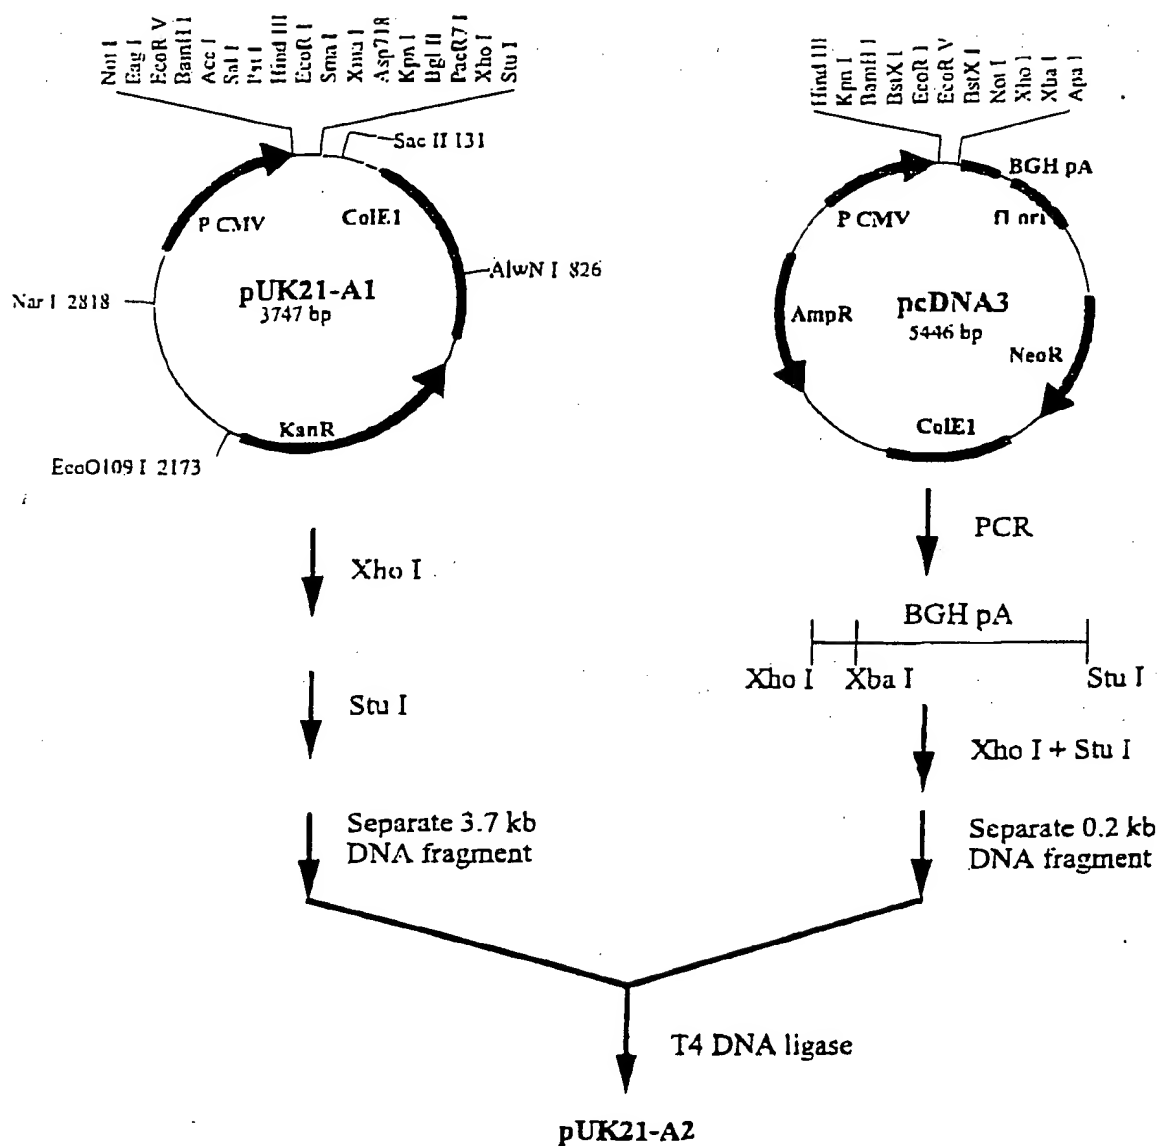 Not I
Eag I
EcoR V
BamH I
Acc I
Sal I
Pst I
Hind III
EcoR I
Sma I
Xma I
Asp718
Kpn I
Bgl II
PacR7 I
Xho I
Stu I
Hind III
Kpn I
BamH I
BstX I
EcoR I
EcoR V
BstX I
Not I
Xho I
Xba I
Apa I
Sac II 131
P CMV
ColE1
AlwN I 826
pUK21-A1
3747 bp
Nar I 2818
KanR
EcoO109 I 2173
BGH pA
P CMV
f1 ori
AmpR
pcDNA3
5446 bp
NeoR
ColE1
Xho I
Stu I
Separate 3.7 kb
DNA fragment
PCR
BGH pA
Xho I
Xba I
Stu I
Xho I + Stu I
Separate 0.2 kb
DNA fragment
T4 DNA ligase
pUK21-A2